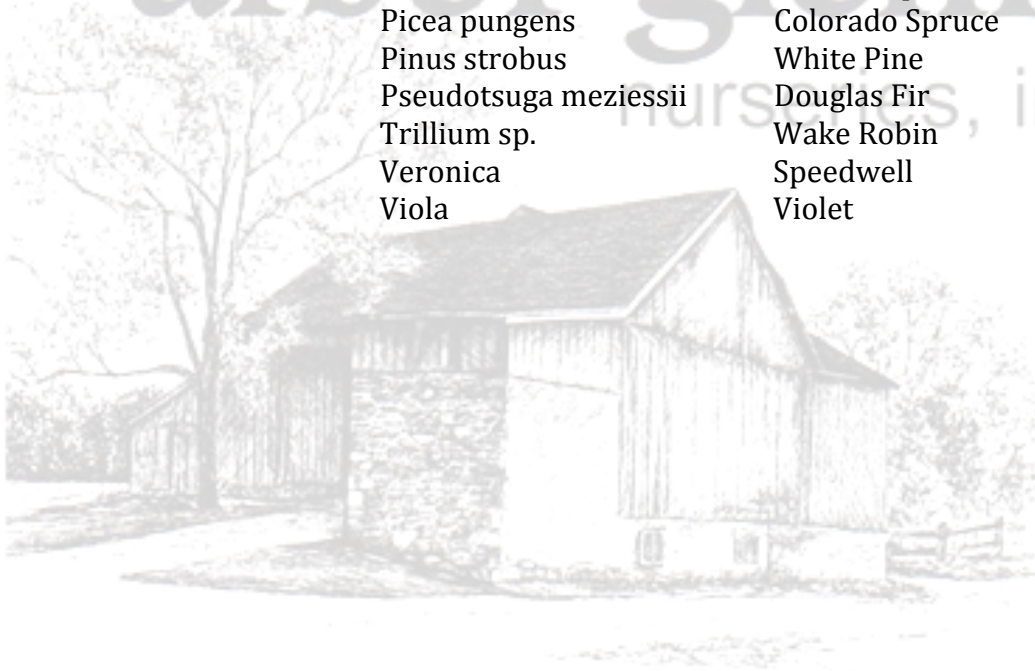 Picea pungens Colorado Spruce
Pinus strobus White Pine
Pseudotsuga meziessii Douglas Fir
nurseries, i
Trillium sp. Wake Robin
Veronica Speedwell
Viola Violet